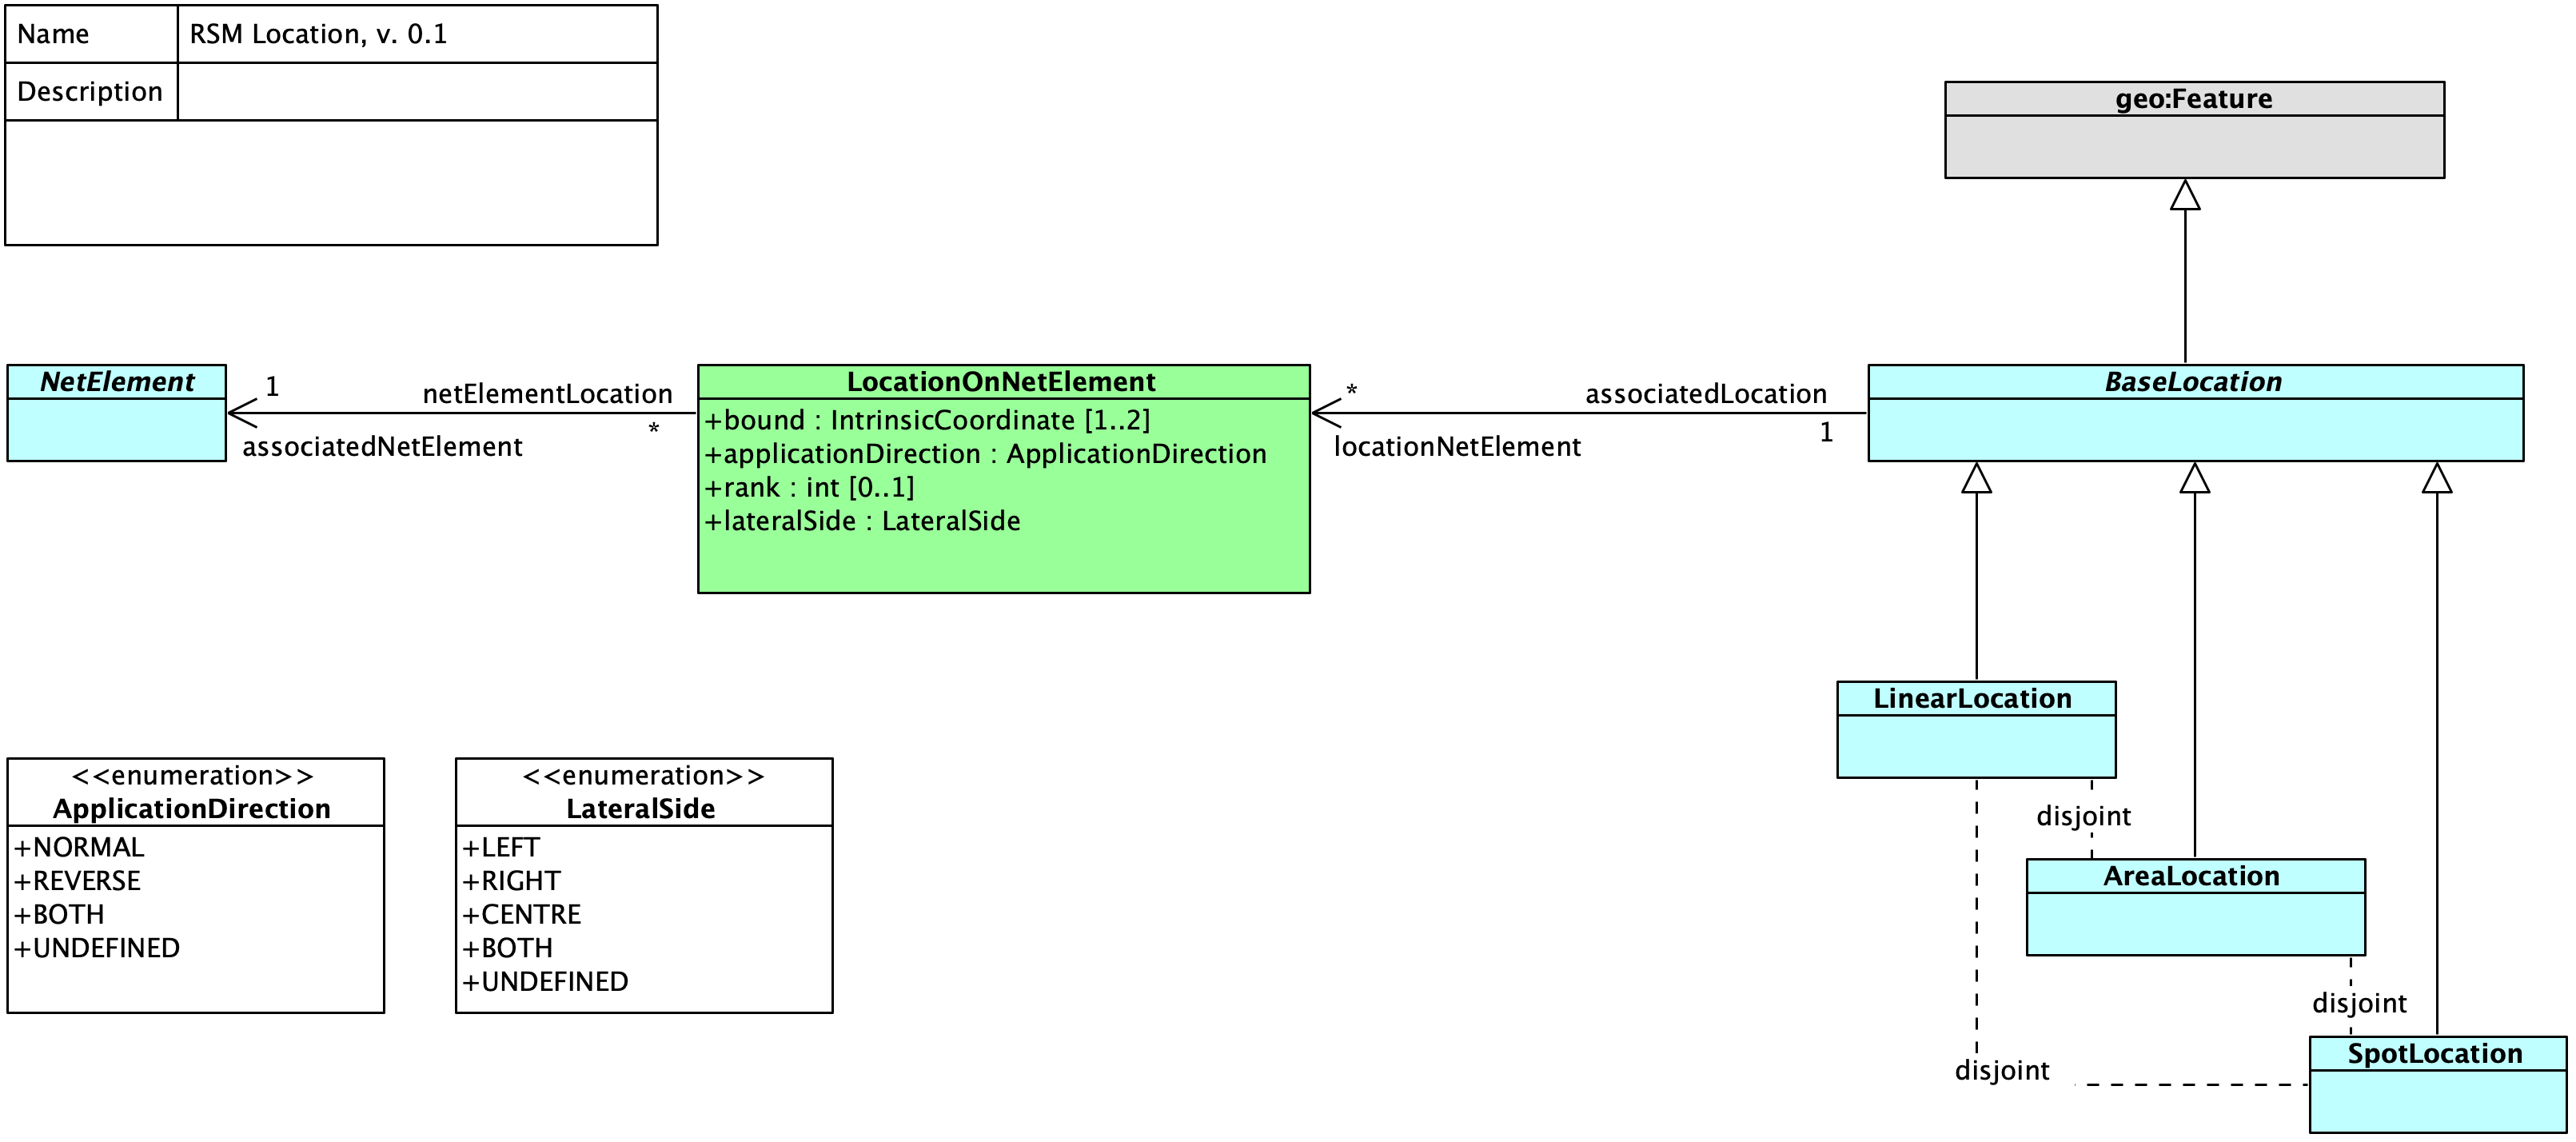 Name
RSM Location, v. 0.1
Description
geo:Feature
NetElement
1
associatedNetElement
netElementLocation
*
LocationOnNetElement
+bound : IntrinsicCoordinate [1..2]
+applicationDirection : ApplicationDirection
+rank : int [0..1]
+lateralSide : LateralSide
*
locationNetElement
associatedLocation
1
BaseLocation
LinearLocation
disjoint
AreaLocation
disjoint
SpotLocation
disjoint
<<enumeration>>
ApplicationDirection
+NORMAL
+REVERSE
+BOTH
+UNDEFINED
<<enumeration>>
LateralSide
+LEFT
+RIGHT
+CENTRE
+BOTH
+UNDEFINED